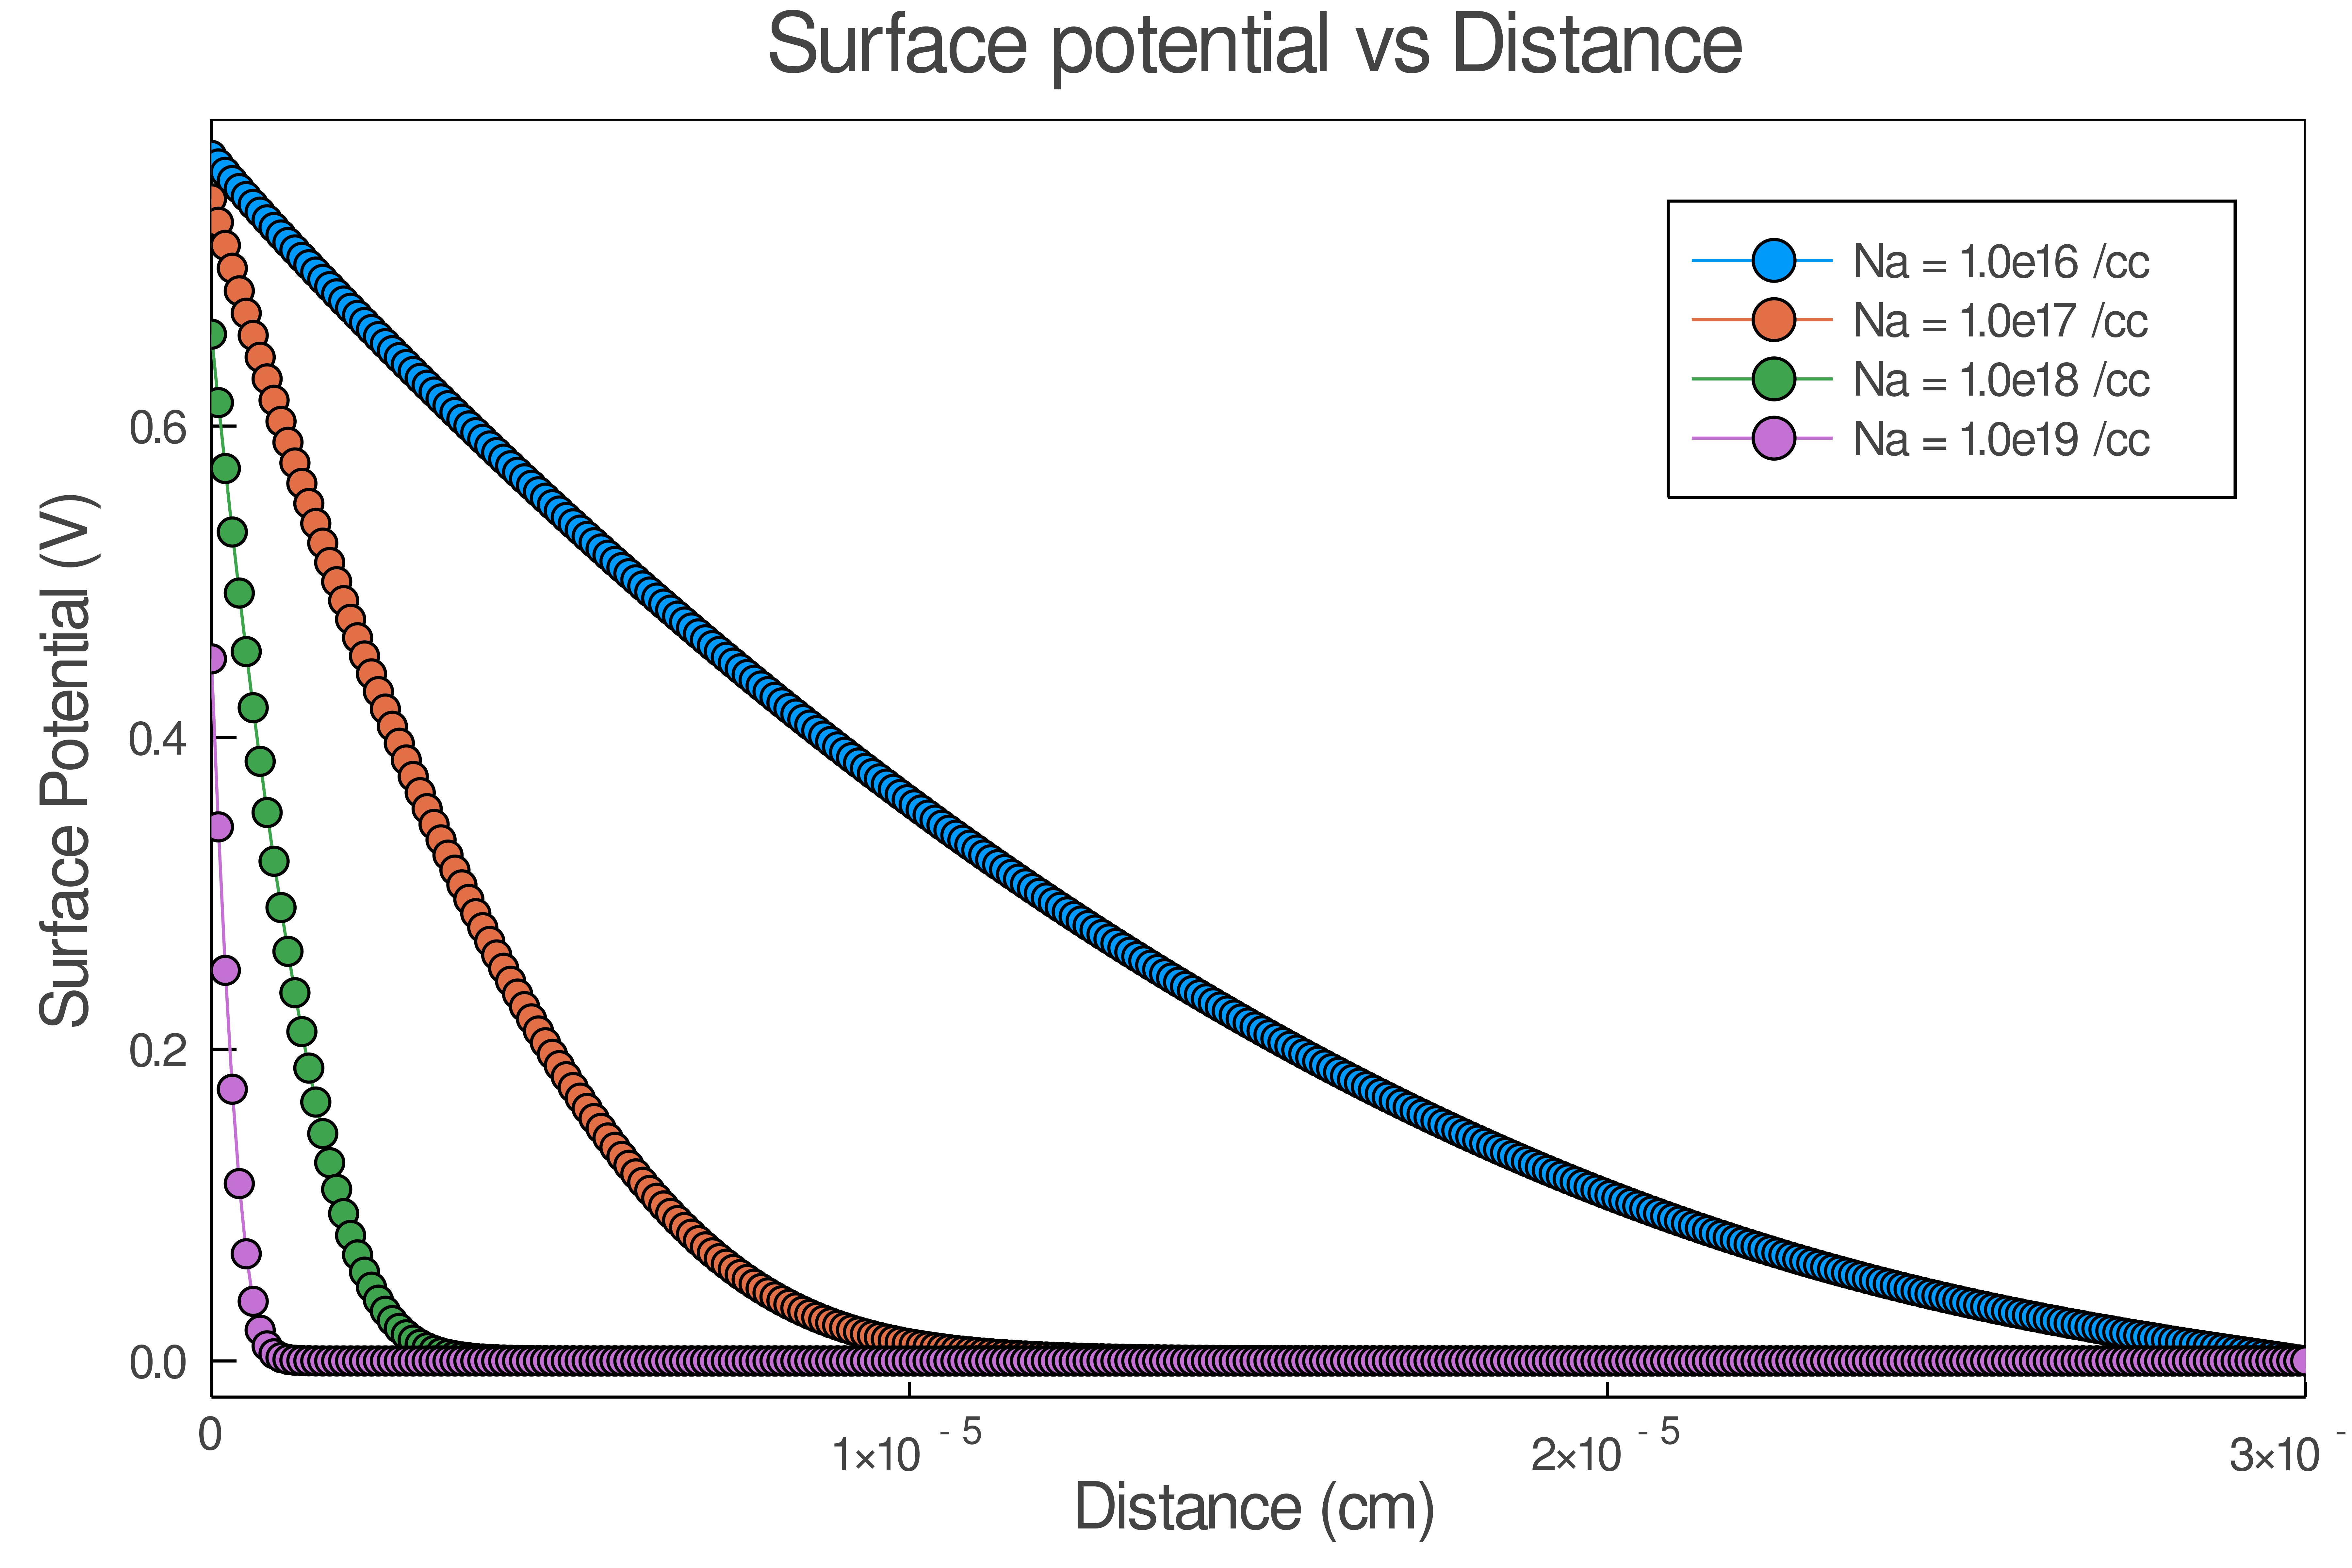 Surface potential vs Distance
Na = 1.0e16 /cc
Na = 1.0e17 /cc
Na = 1.0e18 /cc
Na = 1.0e19 /cc
Surface Potential (V)
0.6
0.4
0.2
0.0
0
1×10 - 5
2×10 - 5
3×10 -
Distance (cm)